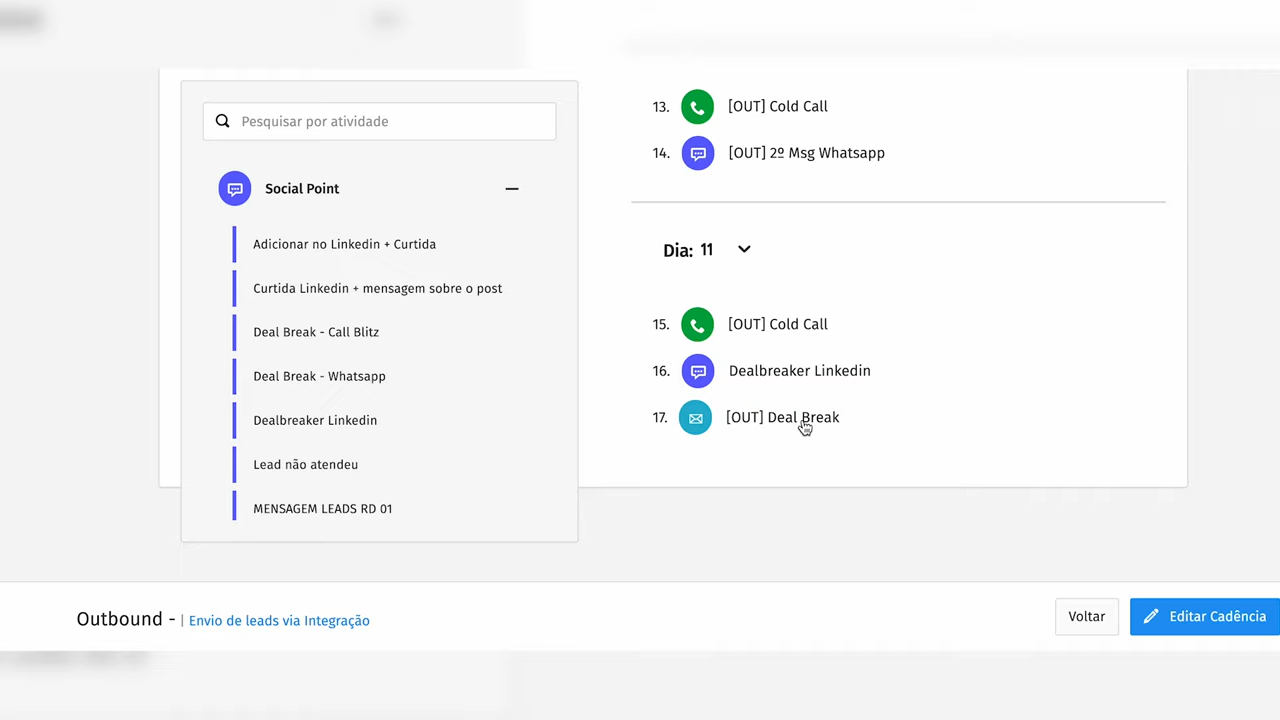 Pesquisar por atividade
Social Point
Adicionar no Linkedin + Curtida
Curtida Linkedin + mensagem sobre o post
Deal Break - Call Blitz
Deal Break - Whatsapp
Dealbreaker Linkedin
Lead não atendeu
MENSAGEM LEADS RD 01
13. [OUT] Cold Call
14. [OUT] 2º Msg Whatsapp
Dia: 11
15. [OUT] Cold Call
16. Dealbreaker Linkedin
17. [OUT] Deal Break
Outbound - | Envio de leads via Integração
Voltar
Editar Cadência